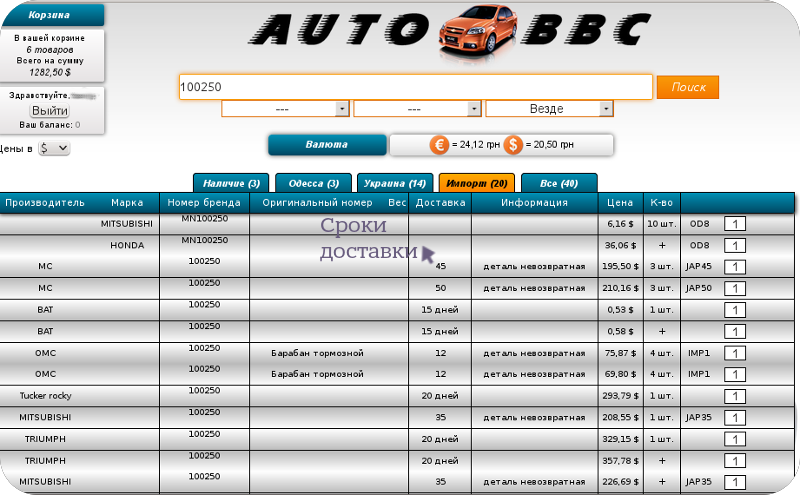 Корзина
AUTO BBC
В вашей корзине
6 товаров
Всего на сумму
1282,50 $
100250 Поиск
Здравствуйте,
--- --- Везде
Выйти
Ваш баланс: 0
Валюта € = 24,12 грн $ = 20,50 грн
Цены в $
Наличие (3) Одесса (3) Украина (14) Импорт (20) Все (40)
Производитель Марка Номер бренда Оригинальный номер Вес Доставка Информация Цена К-во
MITSUBISHI MN100250 6,16 $ 10 шт. OD8 1
HONDA MN100250 36,06 $ + OD8 1
Сроки
доставки
MC 100250 45 деталь невозвратная 195,50 $ 3 шт. JAP45 1
MC 100250 50 деталь невозвратная 210,16 $ 3 шт. JAP50 1
BAT 100250 15 дней 0,53 $ 1 шт. 1
BAT 100250 15 дней 0,58 $ + 1
OMC 100250 Барабан тормозной 12 деталь невозвратная 75,87 $ 4 шт. IMP1 1
OMC 100250 Барабан тормозной 12 деталь невозвратная 69,80 $ 4 шт. IMP1 1
Tucker rocky 100250 20 дней 293,79 $ 1 шт. 1
MITSUBISHI 100250 35 деталь невозвратная 208,55 $ 1 шт. JAP35 1
TRIUMPH 100250 20 дней 329,15 $ 1 шт. 1
TRIUMPH 100250 20 дней 357,78 $ + 1
MITSUBISHI 100250 35 деталь невозвратная 226,69 $ + JAP35 1